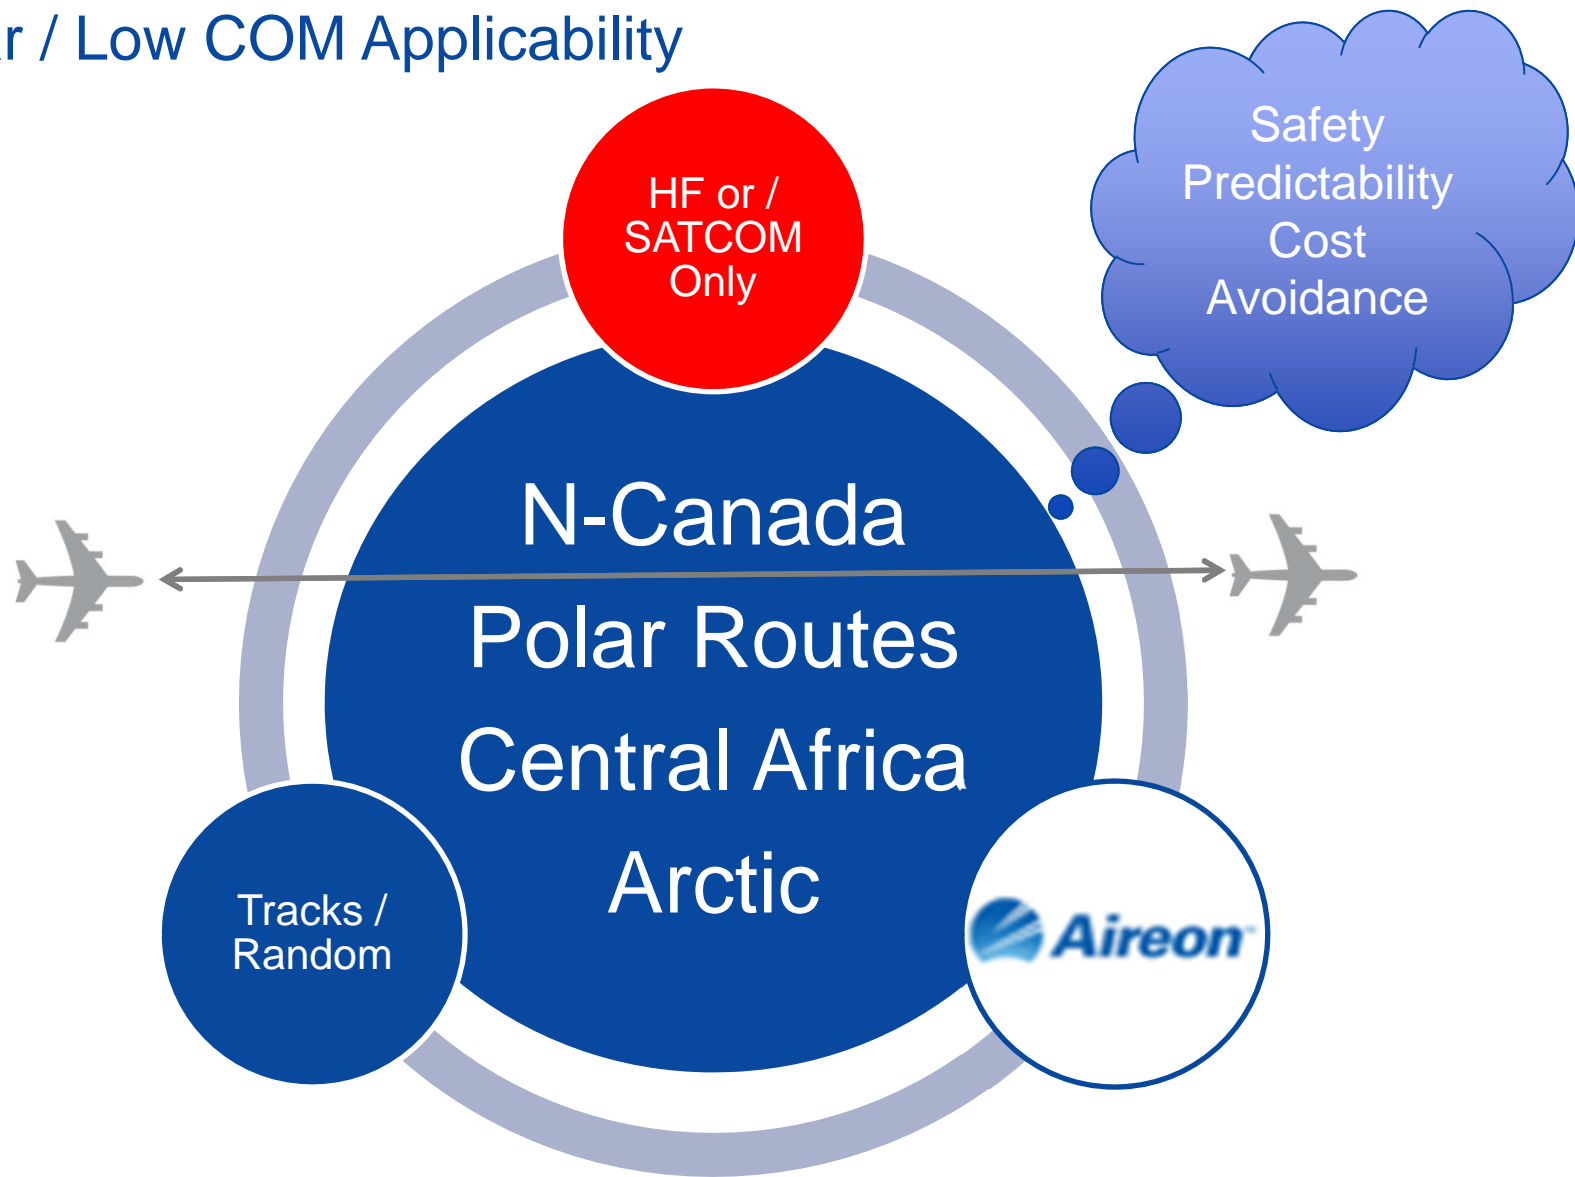 / Low COM Applicability
HF or /
SATCOM
Only
Safety
Predictability
Cost
Avoidance
N-Canada
Polar Routes
Central Africa
Arctic
Tracks /
Random
Aireon™